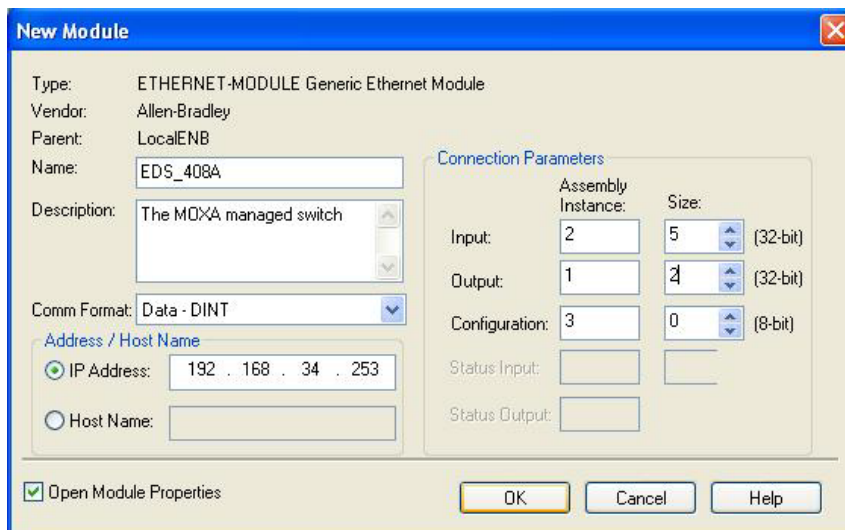 New Module
Type: ETHERNET-MODULE Generic Ethernet Module
Vendor: Allen-Bradley
Parent: LocalENB
Name: EDS_408A
Description: The MOXA managed switch
Comm Format: Data - DINT
Address / Host Name
IP Address: 192 . 168 . 34 . 253
Host Name:
Connection Parameters
Assembly Instance: Size:
Input: 2 5 (32-bit)
Output: 1 2 (32-bit)
Configuration: 3 0 (8-bit)
Status Input:
Status Output:
Open Module Properties
OK Cancel Help